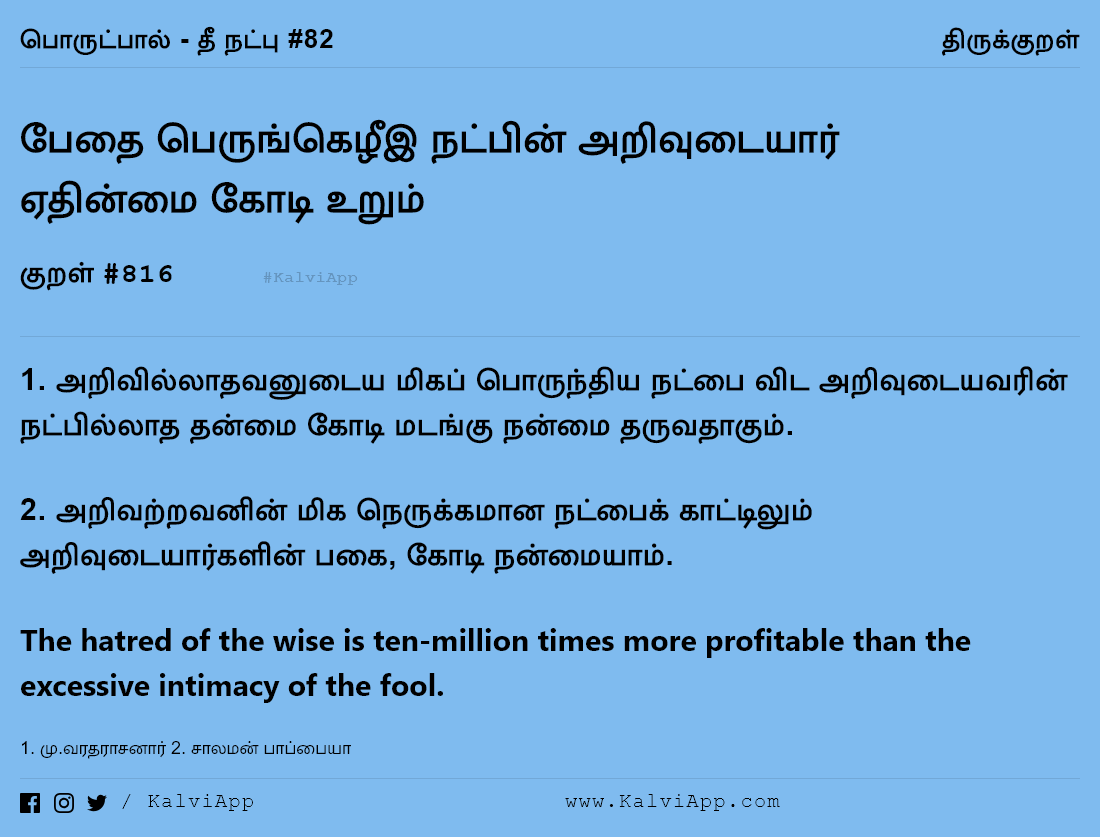 பொருட்பால் - தீ நட்பு #82 திருக்குறள்
பேதை பெருங்கெழீஇ நட்பின் அறிவுடையார்
ஏதின்மை கோடி உறும்
குறள் #816 #KalviApp
1. அறிவில்லாதவனுடைய மிகப் பொருந்திய நட்பை விட அறிவுடையவரின்
நட்பில்லாத தன்மை கோடி மடங்கு நன்மை தருவதாகும்.
2. அறிவற்றவனின் மிக நெருக்கமான நட்பைக் காட்டிலும்
அறிவுடையார்களின் பகை, கோடி நன்மையாம்.
The hatred of the wise is ten-million times more profitable than the
excessive intimacy of the fool.
1. மு.வரதராசனார் 2. சாலமன் பாப்பையா
/ KalviApp www.KalviApp.com